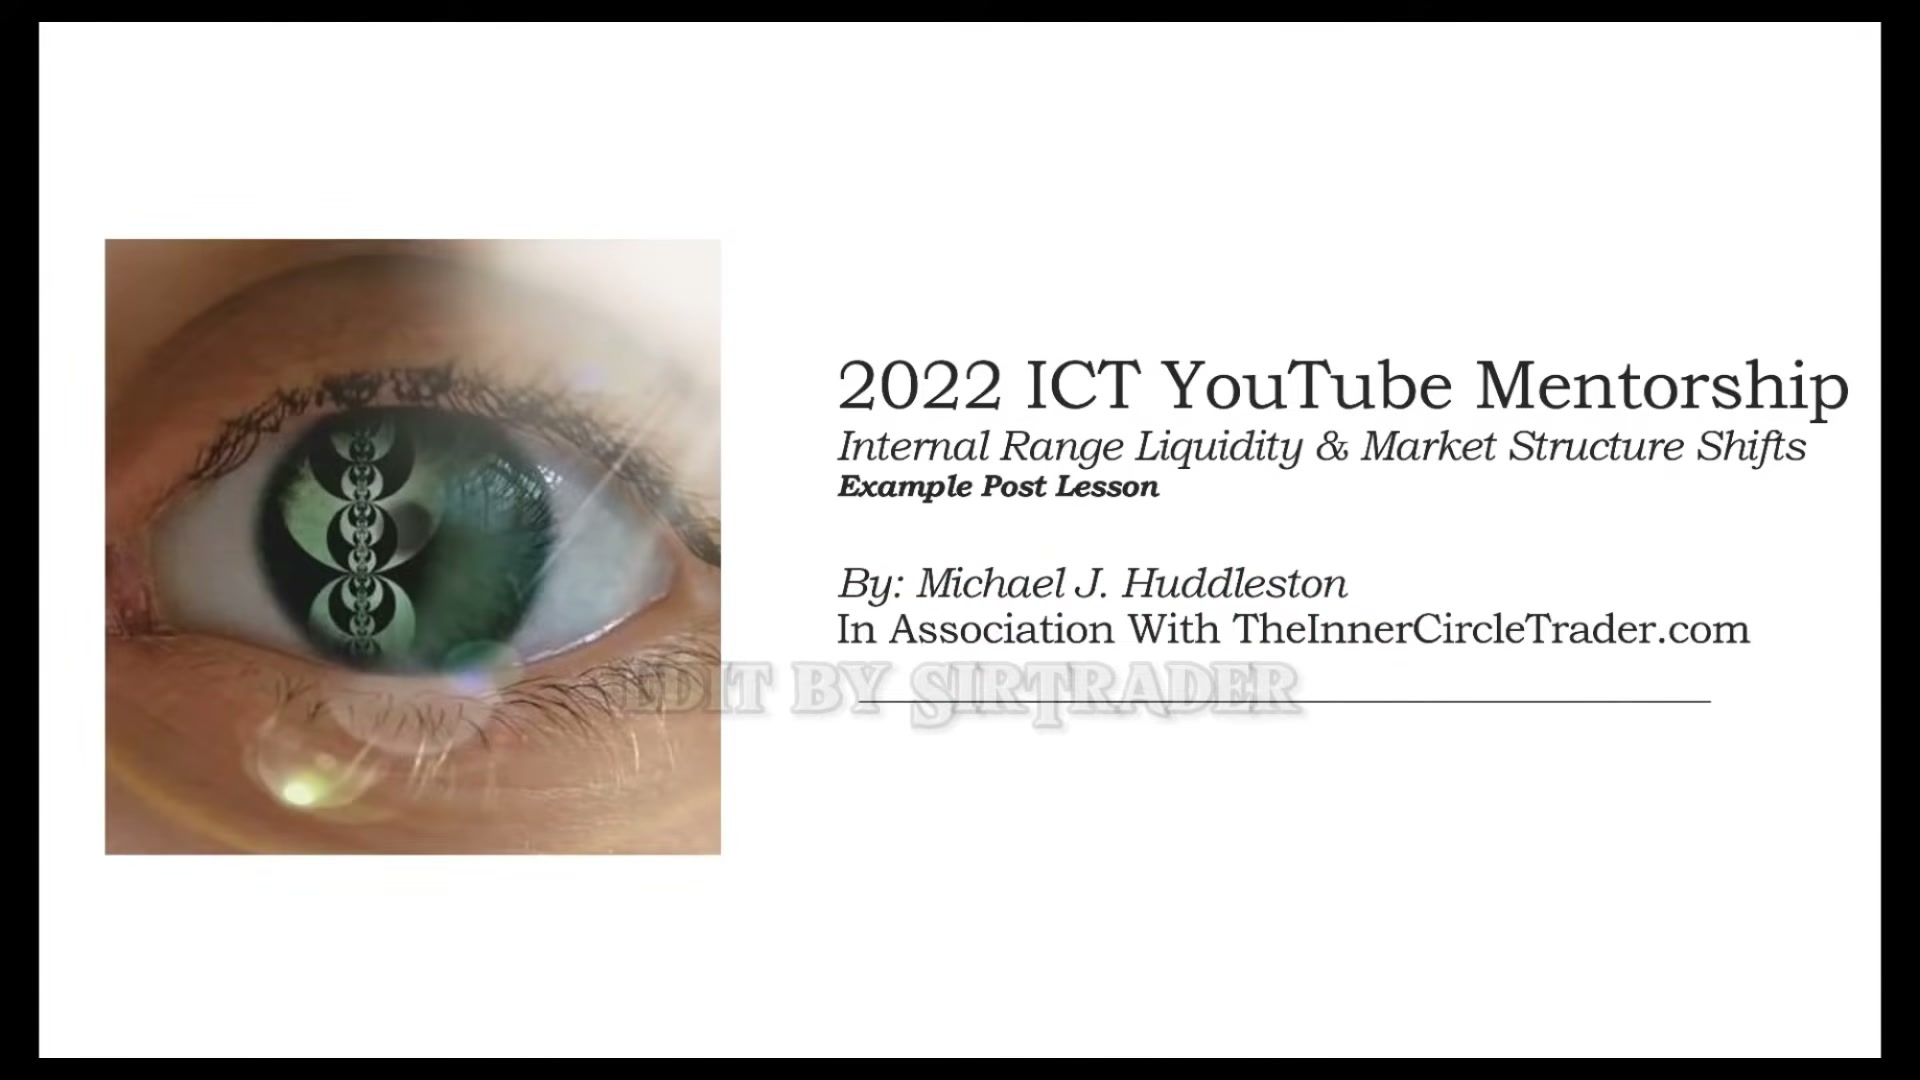 2022 ICT YouTube Mentorship
Internal Range Liquidity & Market Structure Shifts
Example Post Lesson
By: Michael J. Huddleston
In Association With TheInnerCircleTrader.com
EDIT BY SIRTRADER